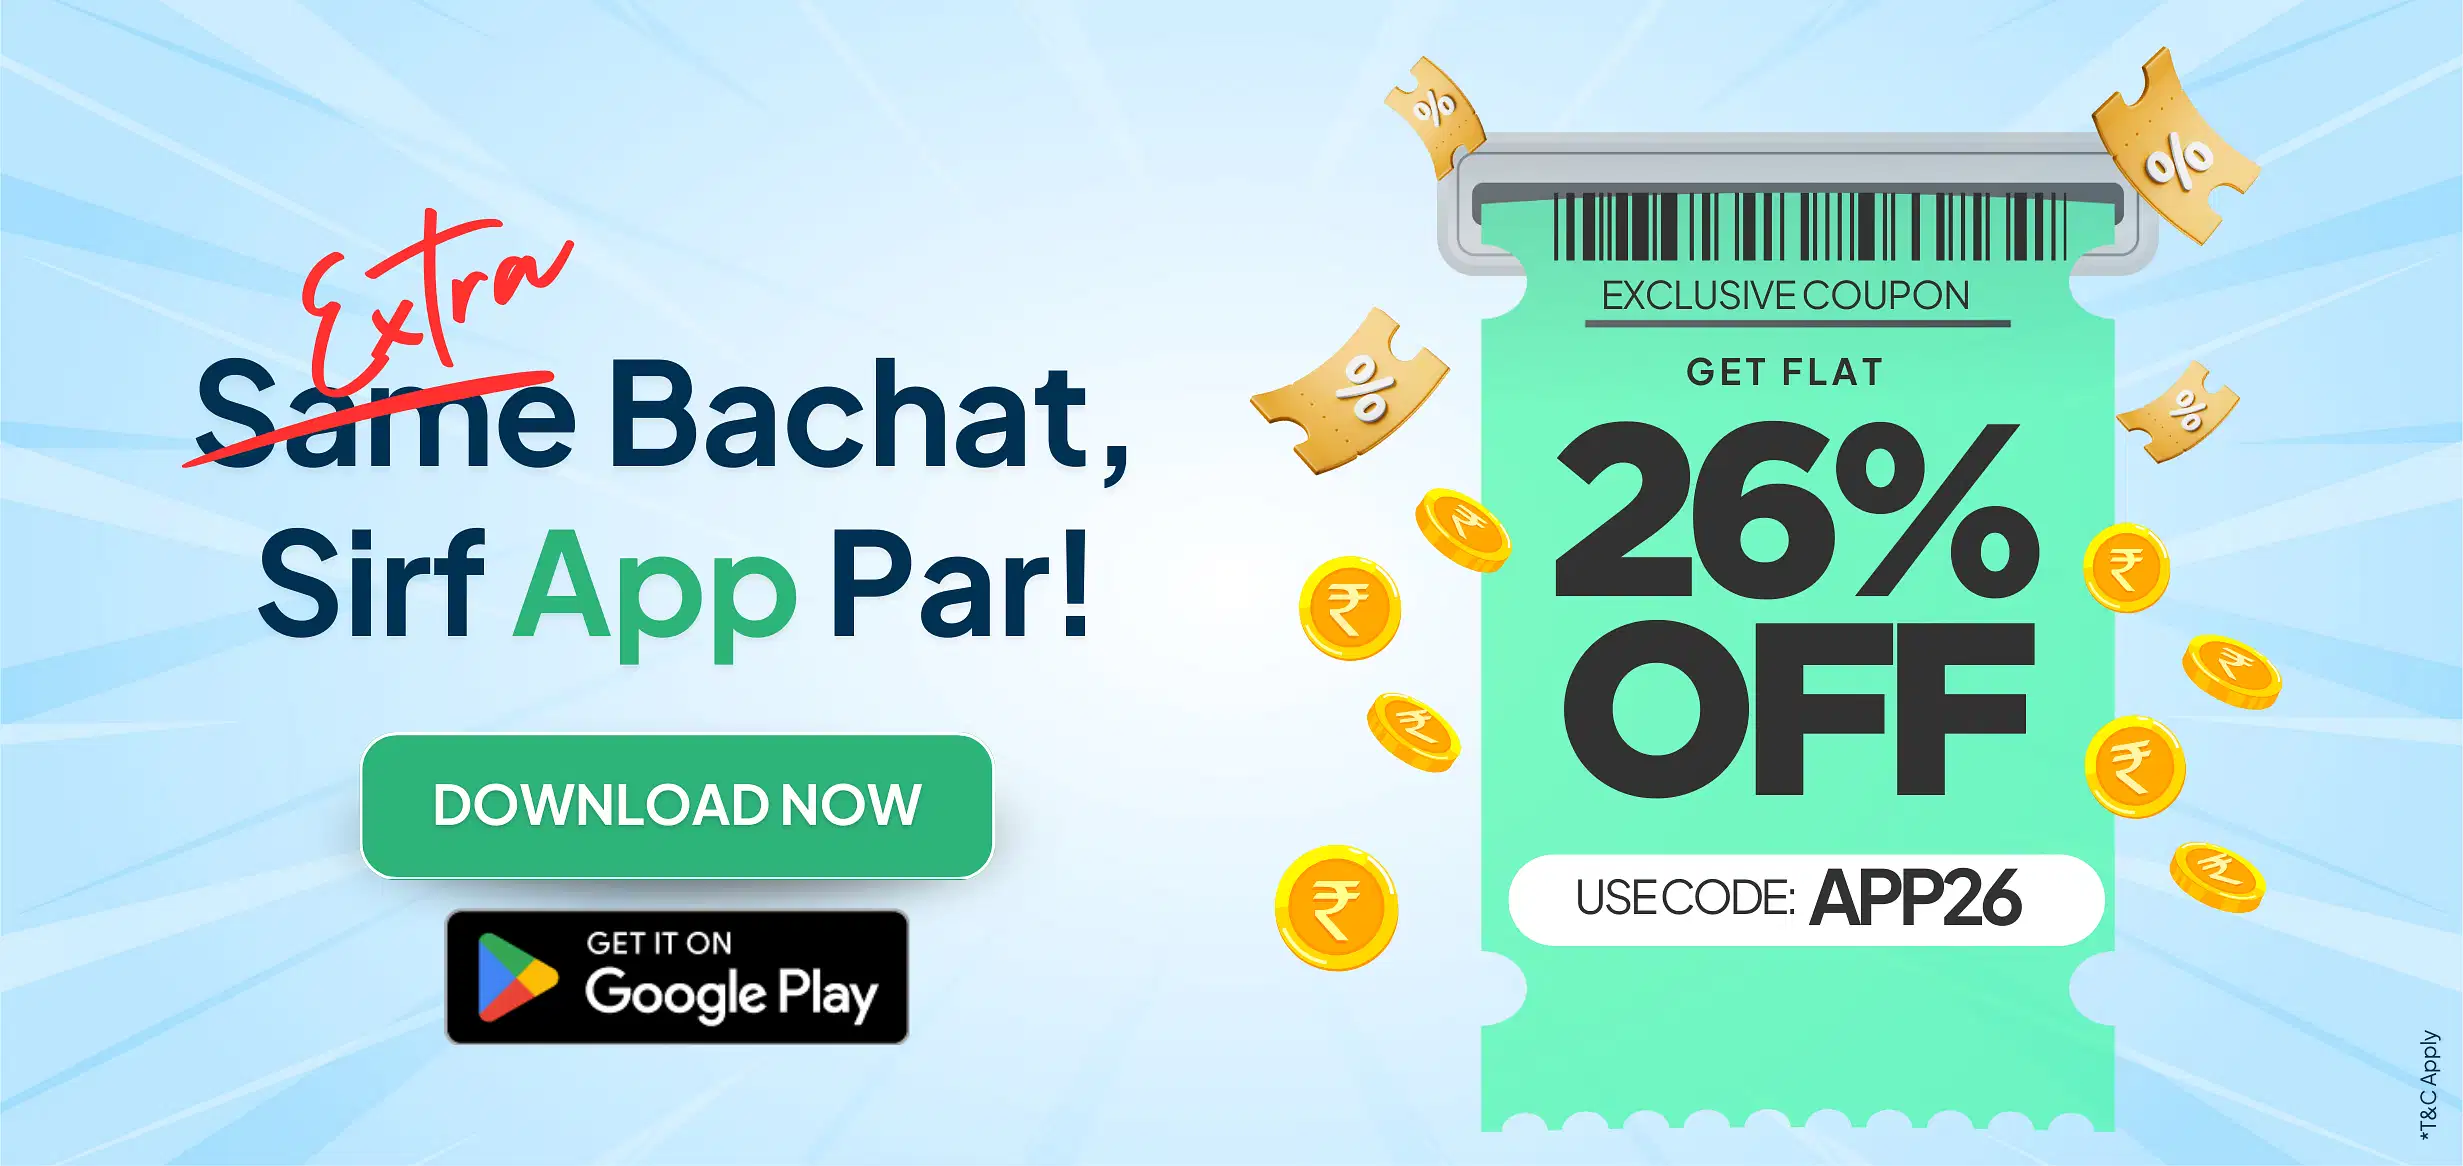 Extra
Same Bachat,
Sirf App Par!
DOWNLOAD NOW
GET IT ON
Google Play
%
%
%
%
EXCLUSIVE COUPON
GET FLAT
26%
OFF
USE CODE: APP26
₹
₹
₹
₹
₹
₹
₹
₹
*T&C Apply